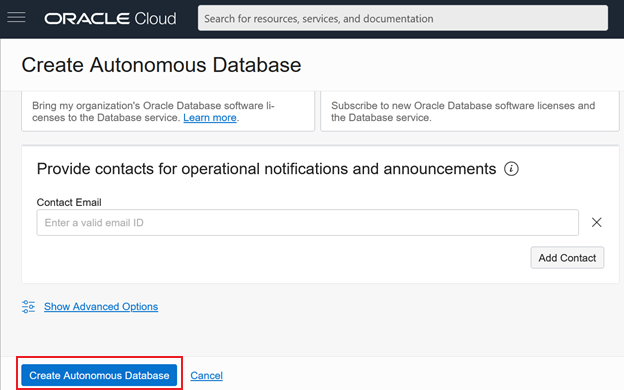 ORACLE Cloud
Search for resources, services, and documentation
Create Autonomous Database
Bring my organization's Oracle Database software li-
censes to the Database service. Learn more.
Subscribe to new Oracle Database software licenses and
the Database service.
Provide contacts for operational notifications and announcements
Contact Email
Enter a valid email ID
Add Contact
Show Advanced Options
Create Autonomous Database
Cancel